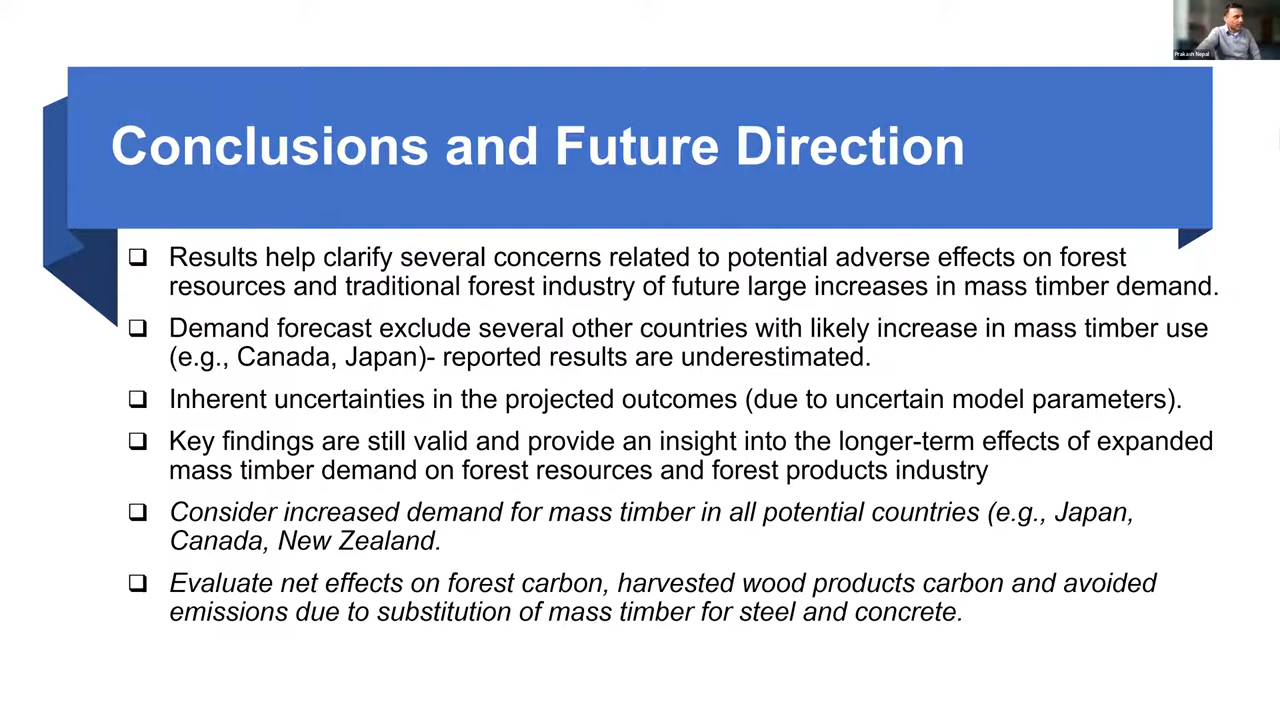 Prakash Nepal
Conclusions and Future Direction
Results help clarify several concerns related to potential adverse effects on forest
resources and traditional forest industry of future large increases in mass timber demand.
Demand forecast exclude several other countries with likely increase in mass timber use
(e.g., Canada, Japan)- reported results are underestimated.
Inherent uncertainties in the projected outcomes (due to uncertain model parameters).
Key findings are still valid and provide an insight into the longer-term effects of expanded
mass timber demand on forest resources and forest products industry
Consider increased demand for mass timber in all potential countries (e.g., Japan,
Canada, New Zealand.
Evaluate net effects on forest carbon, harvested wood products carbon and avoided
emissions due to substitution of mass timber for steel and concrete.